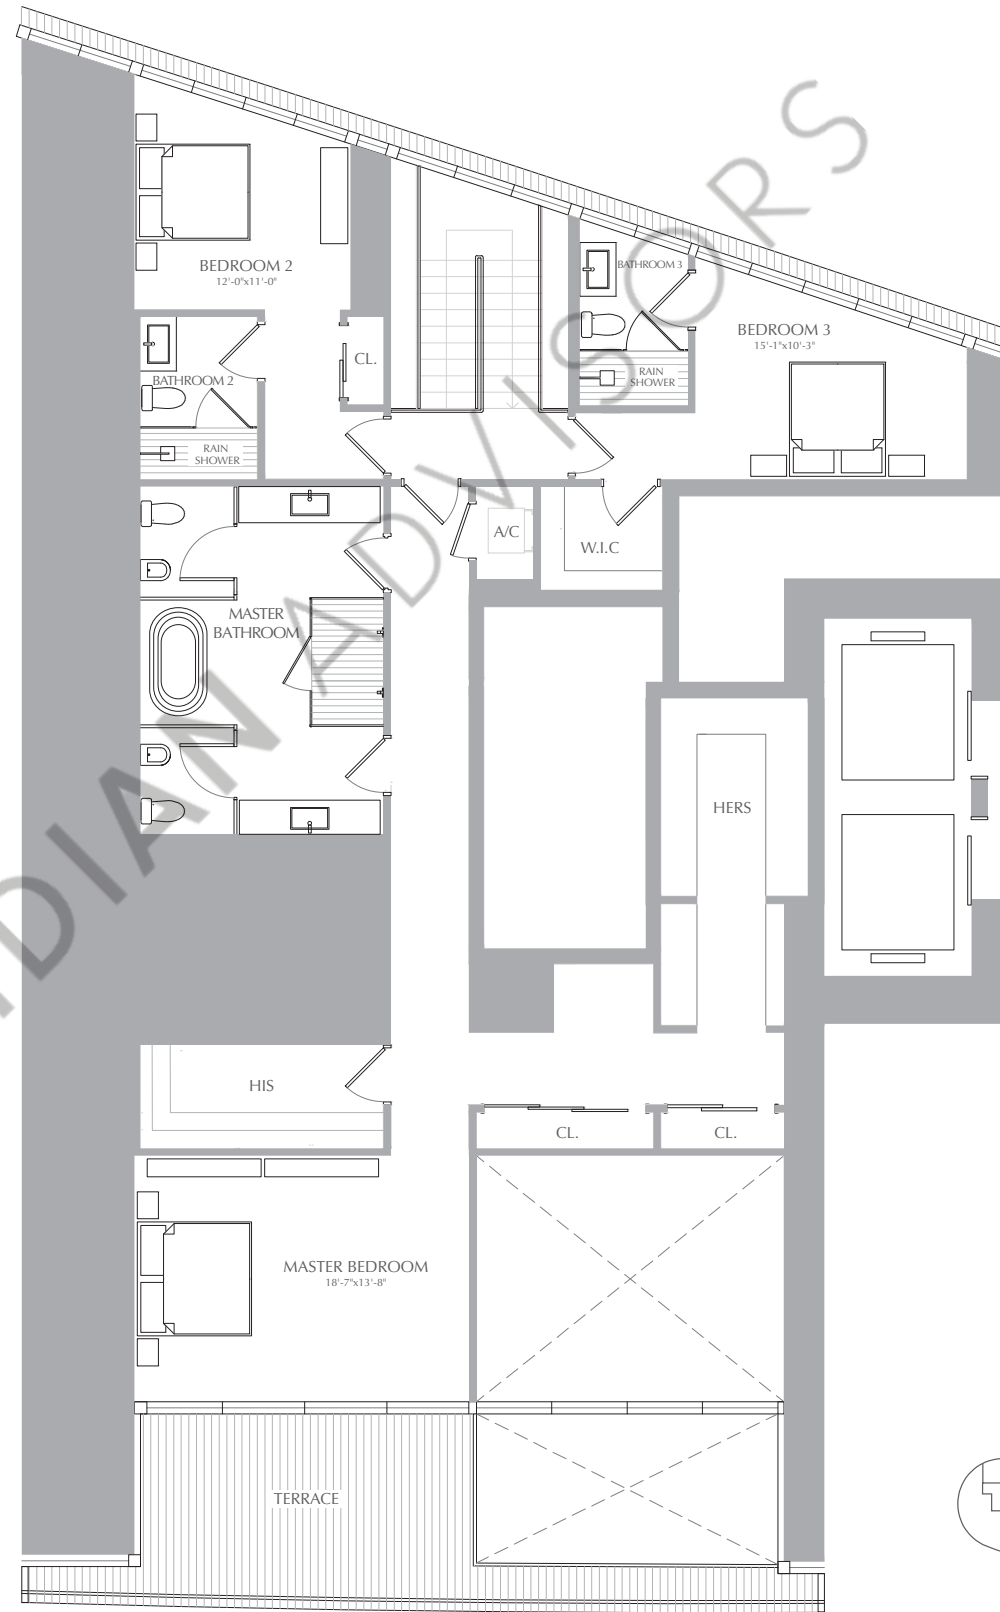 BEDROOM 2
12'-0"x11'-0"
BATHROOM 3
BEDROOM 3
15'-1"x10'-3"
CL.
BATHROOM 2
RAIN
SHOWER
RAIN
SHOWER
A/C
W.I.C
MASTER
BATHROOM
HERS
HIS
CL.
CL.
MASTER BEDROOM
18'-7"x13'-8"
TERRACE
DIAN ADVISORS